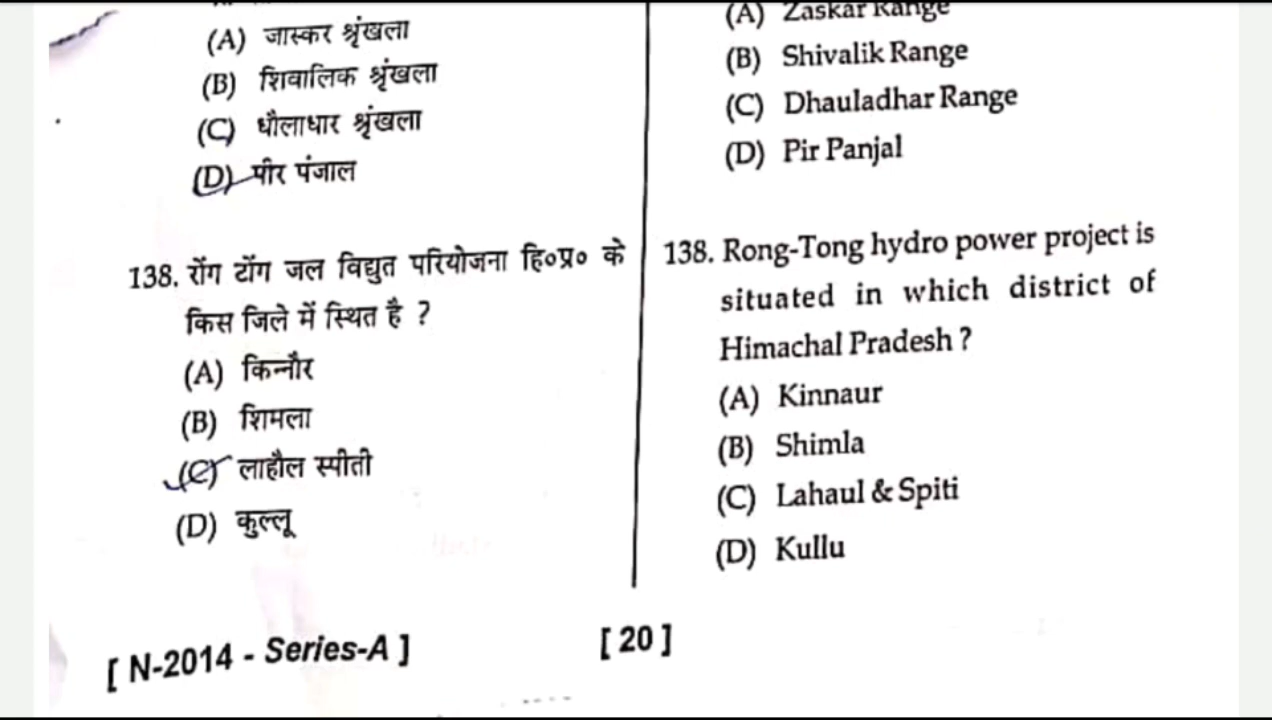 (A) जास्कर श्रृंखला
(B) शिवालिक श्रृंखला
(C) धौलाधार श्रृंखला
(D) पीर पंजाल
138. रोंग टोंग जल विद्युत परियोजना हि०प्र० के
किस जिले में स्थित है ?
(A) किन्नौर
(B) शिमला
(C) लाहौल स्पीती
(D) कुल्लू
(A) Zaskar Range
(B) Shivalik Range
(C) Dhauladhar Range
(D) Pir Panjal
138. Rong-Tong hydro power project is
situated in which district of
Himachal Pradesh ?
(A) Kinnaur
(B) Shimla
(C) Lahaul & Spiti
(D) Kullu
[ N-2014 - Series-A ]
[ 20 ]